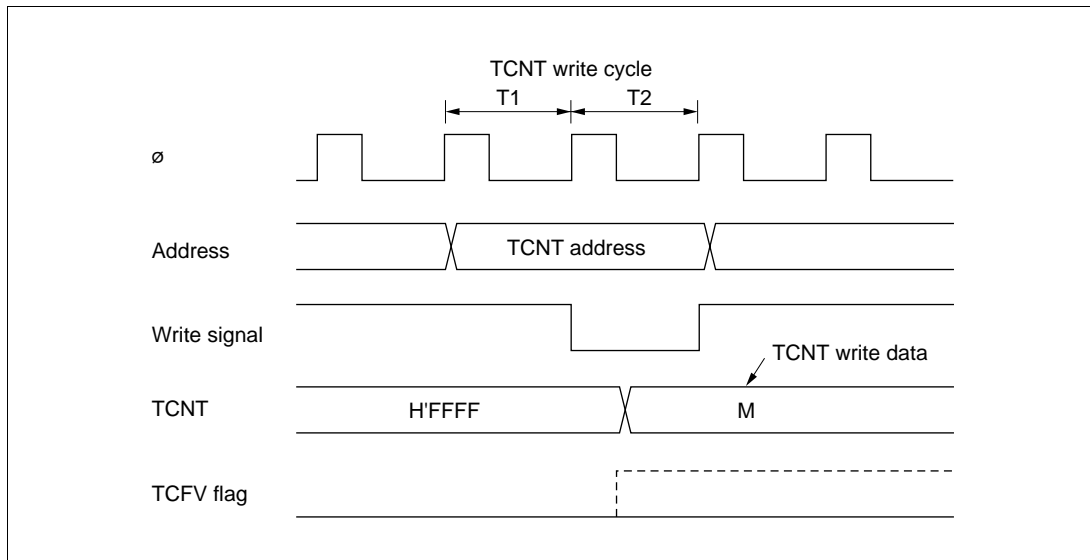 TCNT write cycle
T1 T2
ø
Address TCNT address
Write signal
TCNT write data
TCNT H'FFFF M
TCFV flag